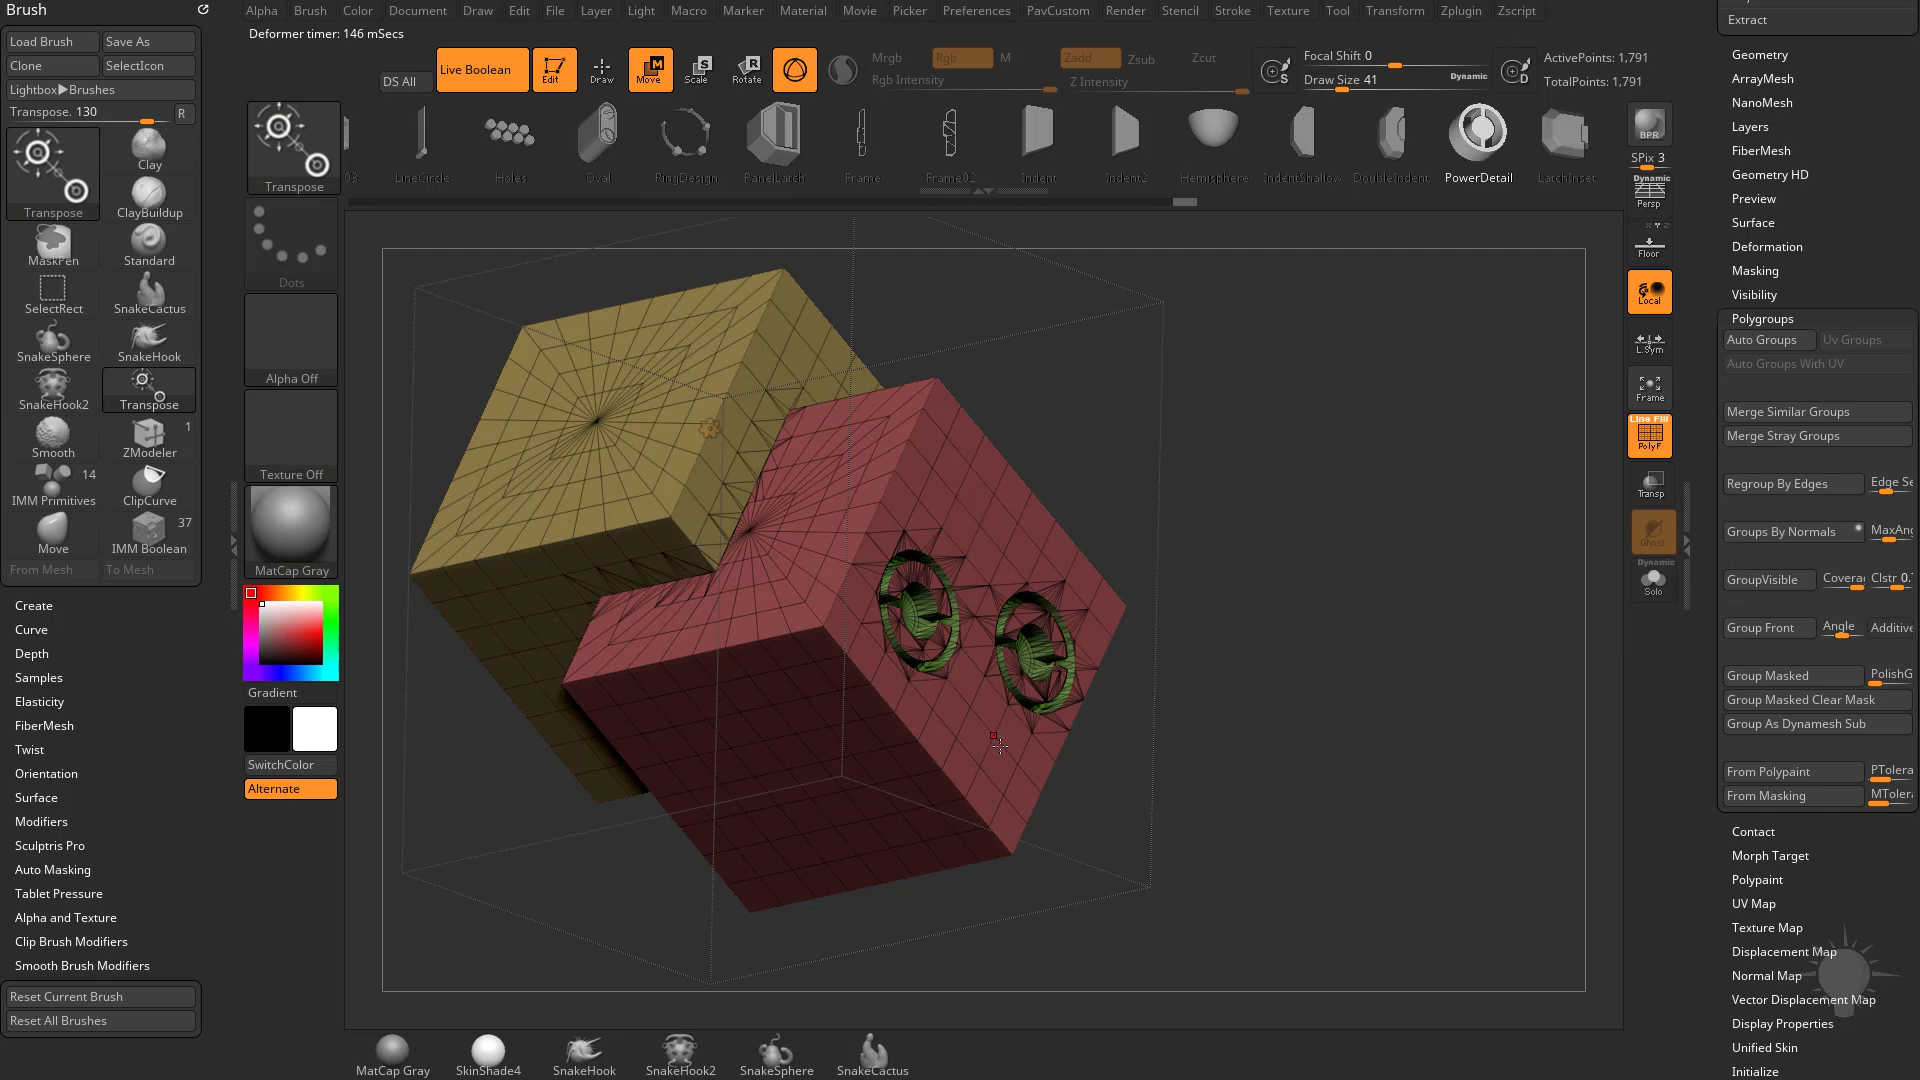 Brush
Load Brush
Save As
Clone
SelectIcon
Lightbox▶Brushes
Transpose. 130
R
Transpose
Clay
ClayBuildup
MaskPen
Standard
SelectRect
SnakeCactus
SnakeSphere
SnakeHook
SnakeHook2
Transpose
Smooth
ZModeler
1
IMM Primitives
14
ClipCurve
Move
IMM Boolean
37
From Mesh
To Mesh
Create
Curve
Depth
Samples
Elasticity
FiberMesh
Twist
Orientation
Surface
Modifiers
Sculptris Pro
Auto Masking
Tablet Pressure
Alpha and Texture
Clip Brush Modifiers
Smooth Brush Modifiers
Reset Current Brush
Reset All Brushes
Alpha Brush Color Document Draw Edit File Layer Light Macro Marker Material Movie Picker Preferences PavCustom Render Stencil Stroke Texture Tool Transform Zplugin Zscript
Deformer timer: 146 mSecs
DS All
Live Boolean
Edit
Draw
M
Move
S
Scale
R
Rotate
Mrgb
Rgb
M
Rgb Intensity
Zadd
Zsub
Zcut
Z Intensity
S
Focal Shift 0
Draw Size 41
Dynamic
D
ActivePoints: 1,791
TotalPoints: 1,791
Transpose
03
LineCircle
Holes
Oval
RingDesign
PanelLatch
Frame
Frame02
Indent
Indent2
Hemisphere
IndentShallow
DoubleIndent
PowerDetail
LatchInset
Dots
Alpha Off
Texture Off
MatCap Gray
Gradient
SwitchColor
Alternate
BPR
SPix 3
Dynamic
Persp
Floor
Local
L.Sym
Frame
Line Fill
PolyF
Transp
Ghost
Dynamic
Solo
Extract
Geometry
ArrayMesh
NanoMesh
Layers
FiberMesh
Geometry HD
Preview
Surface
Deformation
Masking
Visibility
Polygroups
Auto Groups
Uv Groups
Auto Groups With UV
Merge Similar Groups
Merge Stray Groups
Regroup By Edges
Edge Se
Groups By Normals
MaxAng
GroupVisible
Covera
Clstr 0.
Group Front
Angle
Additive
Group Masked
PolishG
Group Masked Clear Mask
Group As Dynamesh Sub
From Polypaint
PTolera
From Masking
MTolera
Contact
Morph Target
Polypaint
UV Map
Texture Map
Displacement Map
Normal Map
Vector Displacement Map
Display Properties
Unified Skin
Initialize
MatCap Gray
SkinShade4
SnakeHook
SnakeHook2
SnakeSphere
SnakeCactus